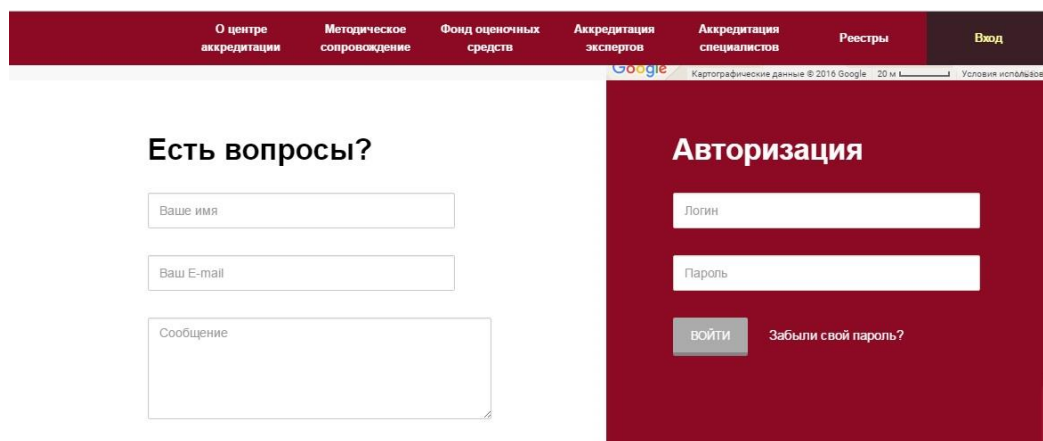 О центре
аккредитации
Методическое
сопровождение
Фонд оценочных
средств
Аккредитация
экспертов
Аккредитация
специалистов
Реестры
Вход
Google
Картографические данные © 2016 Google
20 м
Условия использов
Есть вопросы?
Ваше имя
Ваш E-mail
Сообщение
Авторизация
Логин
Пароль
ВОЙТИ
Забыли свой пароль?